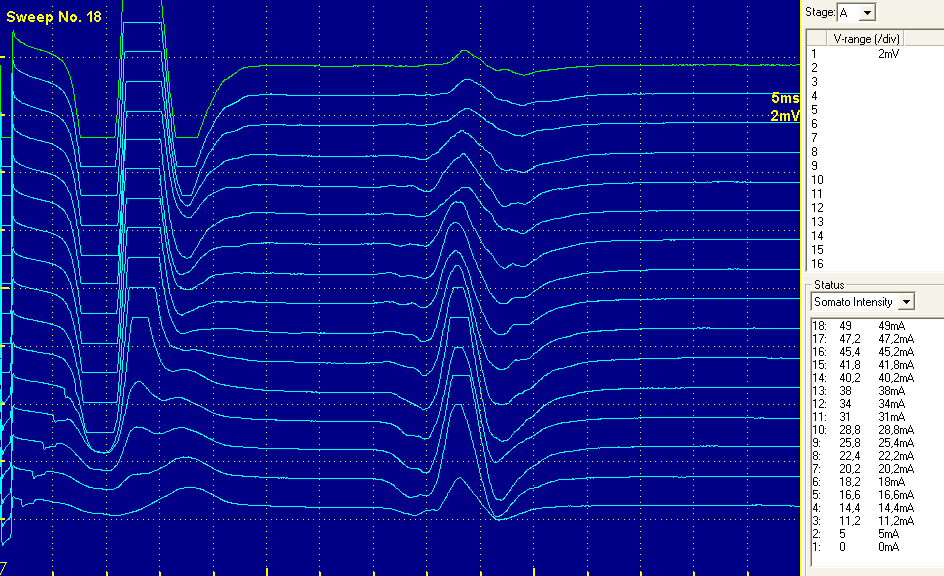 Sweep No. 18
5ms
2mV
Stage: A
V-range (/div)
1 2mV
2
3
4
5
6
7
8
9
10
11
12
13
14
15
16
Status
Somato Intensity
18: 49 49mA
17: 47,2 47,2mA
16: 45,4 45,2mA
15: 41,8 41,8mA
14: 40,2 40,2mA
13: 38 38mA
12: 34 34mA
11: 31 31mA
10: 28,8 28,8mA
9: 25,8 25,4mA
8: 22,4 22,2mA
7: 20,2 20,2mA
6: 18,2 18mA
5: 16,6 16,6mA
4: 14,4 14,4mA
3: 11,2 11,2mA
2: 5 5mA
1: 0 0mA
7